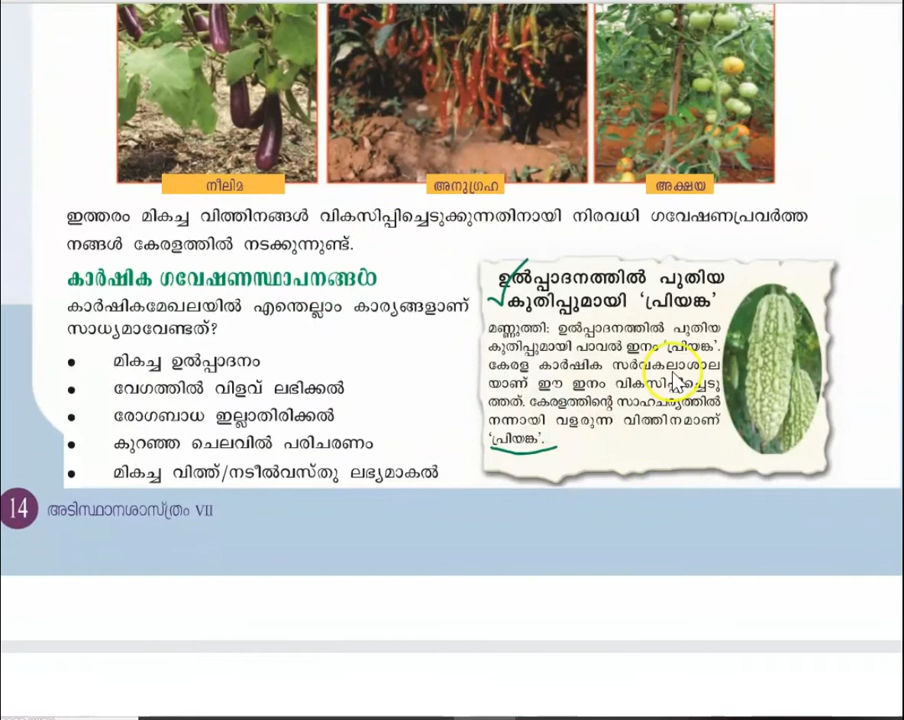 നീലിമ
അനുഗ്രഹ
അക്ഷയ
ഇത്തരം മികച്ച വിത്തിനങ്ങൾ വികസിപ്പിച്ചെടുക്കുന്നതിനായി നിരവധി ഗവേഷണപ്രവർത്ത
നങ്ങൾ കേരളത്തിൽ നടക്കുന്നുണ്ട്.
കാർഷിക ഗവേഷണസ്ഥാപനങ്ങൾ
കാർഷികമേഖലയിൽ എന്തെല്ലാം കാര്യങ്ങളാണ്
സാധ്യമാവേണ്ടത്?
• മികച്ച ഉൽപ്പാദനം
• വേഗത്തിൽ വിളവ് ലഭിക്കൽ
• രോഗബാധ ഇല്ലാതിരിക്കൽ
• കുറഞ്ഞ ചെലവിൽ പരിചരണം
• മികച്ച വിത്ത്/നടീൽവസ്തു ലഭ്യമാകൽ
ഉൽപ്പാദനത്തിൽ പുതിയ
കുതിപ്പുമായി ‘പ്രിയങ്ക’
മണ്ണുത്തി: ഉൽപ്പാദനത്തിൽ പുതിയ
കുതിപ്പുമായി പാവൽ ഇനം ‘പ്രിയങ്ക’.
കേരള കാർഷിക സർവകലാശാല
യാണ് ഈ ഇനം വികസിപ്പിച്ചെടു
ത്തത്. കേരളത്തിന്റെ സാഹചര്യത്തിൽ
നന്നായി വളരുന്ന വിത്തിനമാണ്
‘പ്രിയങ്ക’.
14 അടിസ്ഥാനശാസ്ത്രം VII